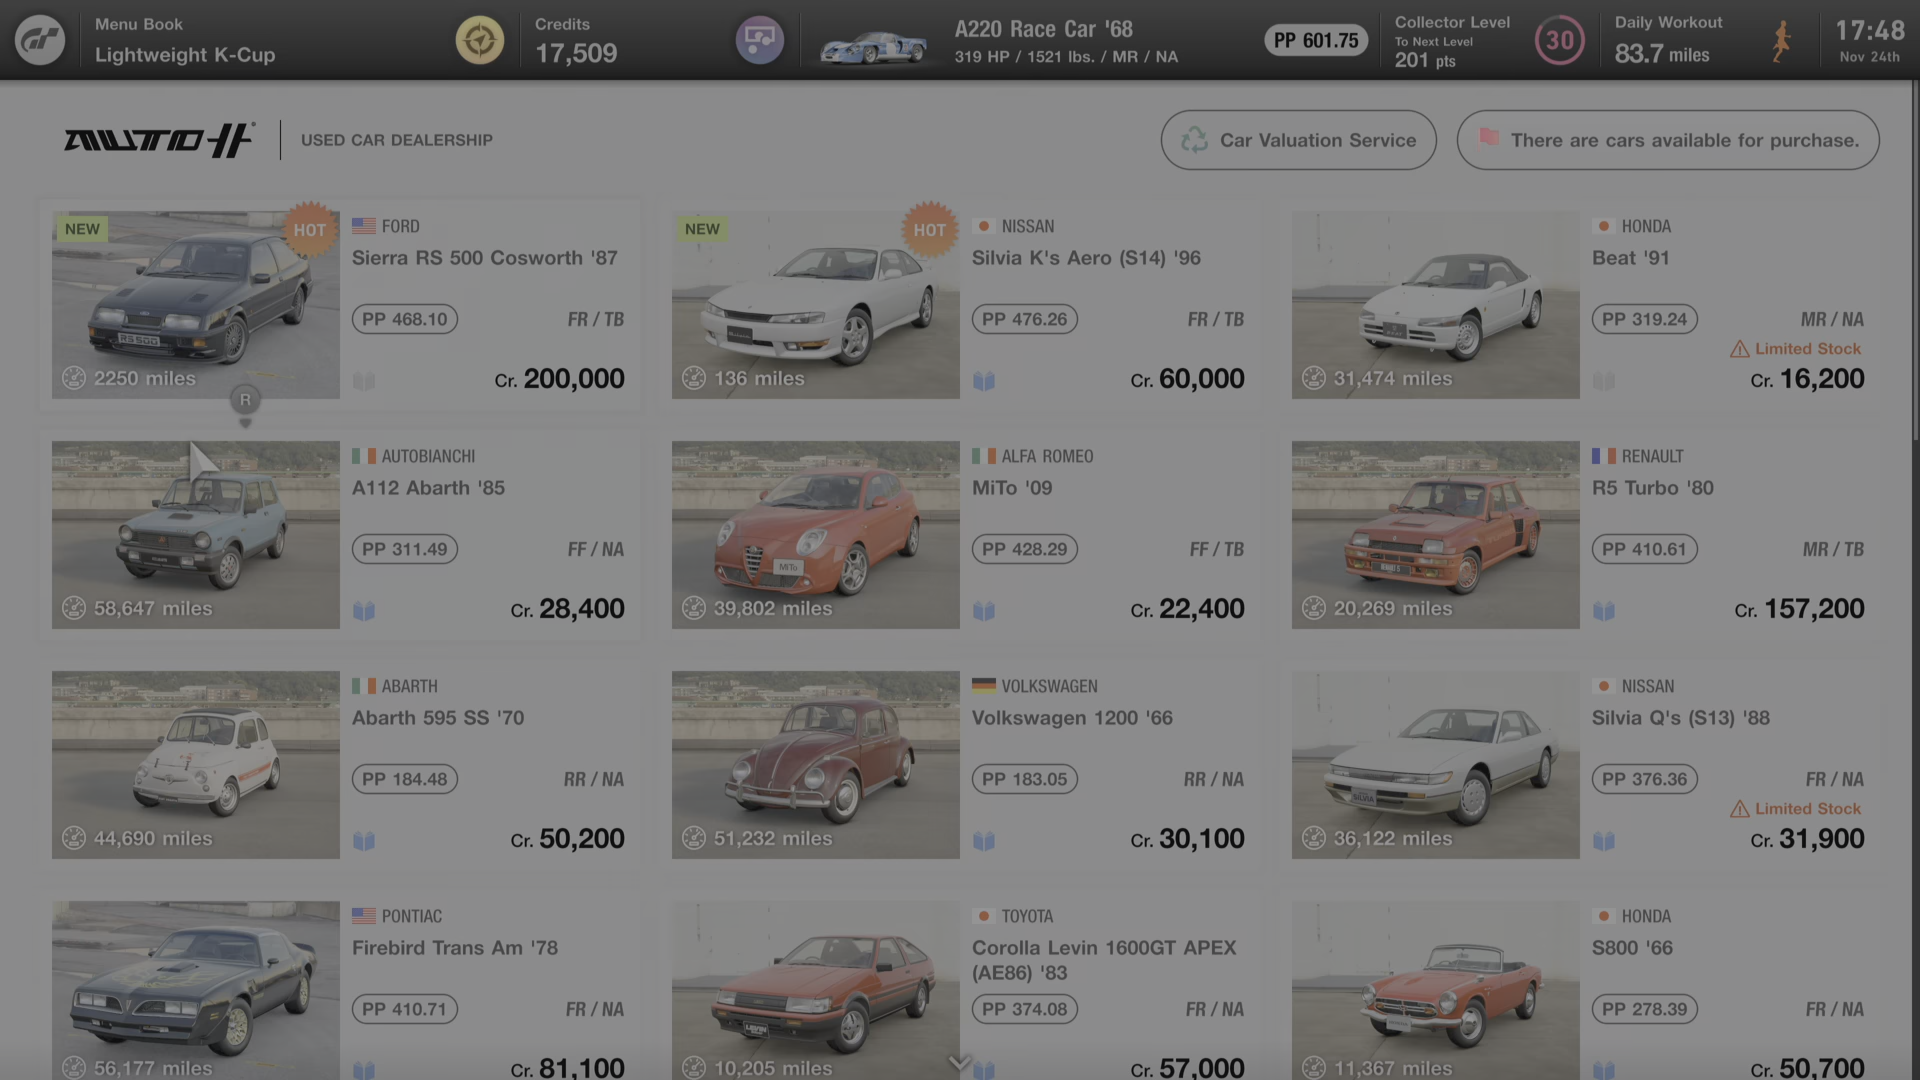 Menu Book
Lightweight K-Cup
Credits
17,509
A220 Race Car '68
319 HP / 1521 lbs. / MR / NA
PP 601.75
Collector Level
To Next Level
201 pts
30
Daily Workout
83.7 miles
17:48
Nov 24th
AUTO
USED CAR DEALERSHIP
Car Valuation Service
There are cars available for purchase.
NEW
HOT
FORD
Sierra RS 500 Cosworth '87
PP 468.10
FR / TB
RS500
2250 miles
Cr. 200,000
R
NEW
HOT
NISSAN
Silvia K's Aero (S14) '96
PP 476.26
FR / TB
136 miles
Cr. 60,000
HONDA
Beat '91
PP 319.24
MR / NA
Limited Stock
31,474 miles
Cr. 16,200
AUTOBIANCHI
A112 Abarth '85
PP 311.49
FF / NA
58,647 miles
Cr. 28,400
ALFA ROMEO
MiTo '09
PP 428.29
FF / TB
MiTo
39,802 miles
Cr. 22,400
RENAULT
R5 Turbo '80
PP 410.61
MR / TB
20,269 miles
Cr. 157,200
ABARTH
Abarth 595 SS '70
PP 184.48
RR / NA
44,690 miles
Cr. 50,200
VOLKSWAGEN
Volkswagen 1200 '66
PP 183.05
RR / NA
51,232 miles
Cr. 30,100
NISSAN
Silvia Q's (S13) '88
PP 376.36
FR / NA
Limited Stock
SILVIA
36,122 miles
Cr. 31,900
PONTIAC
Firebird Trans Am '78
PP 410.71
FR / NA
56,177 miles
Cr. 81,100
TOYOTA
Corolla Levin 1600GT APEX
(AE86) '83
PP 374.08
FR / NA
LEVIN
10,205 miles
Cr. 57,000
HONDA
S800 '66
PP 278.39
FR / NA
11,367 miles
Cr. 50,700